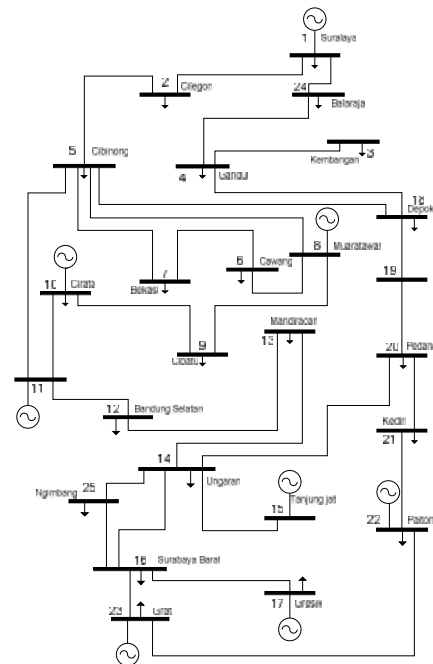 1 Suralaya
2 Cilegon
24 Balaraja
5 Cibinong
Kembangan 3
4 Gandul
18 Depok
8 Muaratawar
6 Cawang
7 Bekasi
10 Cirata
19
Mandiracan
13
9 Cibatu
20 Pedan
11
12 Bandung Selatan
Kediri
21
14 Ungaran
Ngimbang 25
Tanjung jati
15
22 Paiton
16 Surabaya Barat
17 Gresik
23 Grati